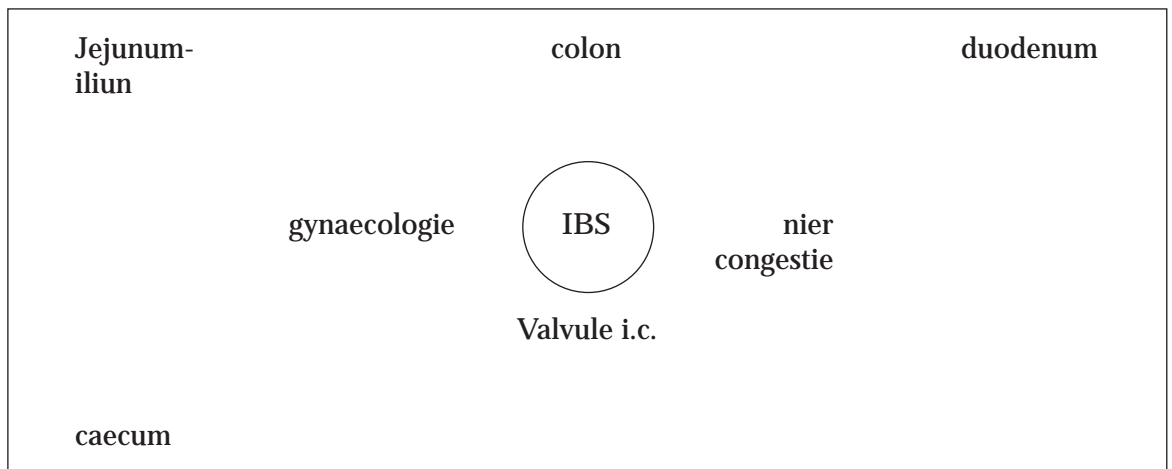 Jejunum-
iliun
colon
duodenum
gynaecologie
IBS
nier
congestie
Valvule i.c.
caecum